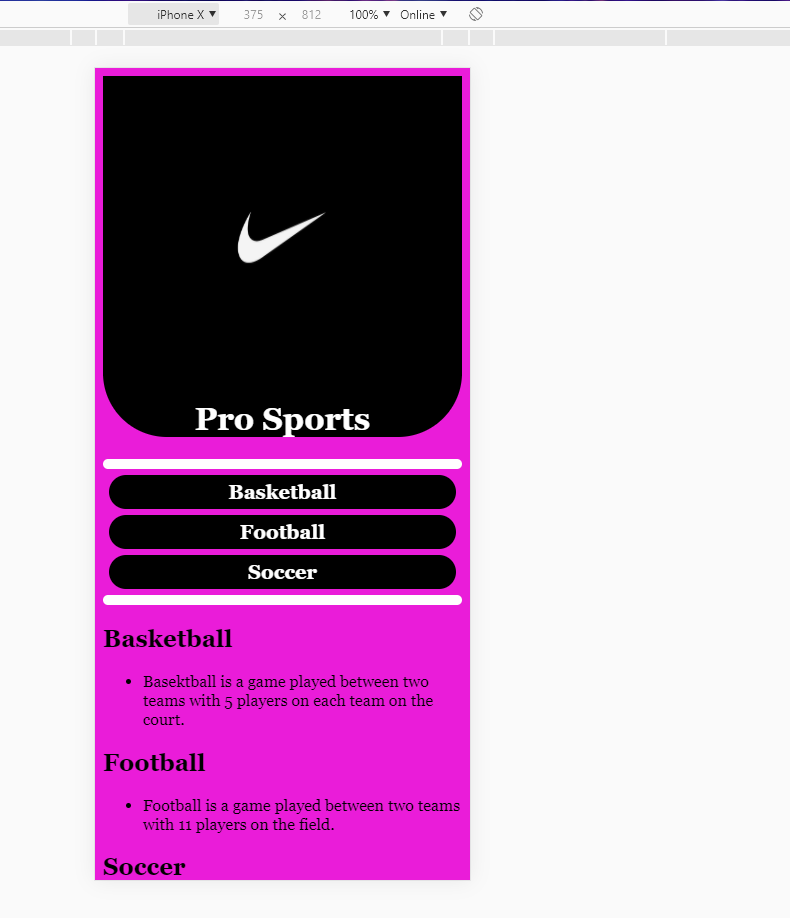 iPhone X ▼ 375 × 812 100% ▼ Online ▼
Pro Sports
Basketball
Football
Soccer
Basketball
• Basektball is a game played between two
teams with 5 players on each team on the
court.
Football
• Football is a game played between two teams
with 11 players on the field.
Soccer